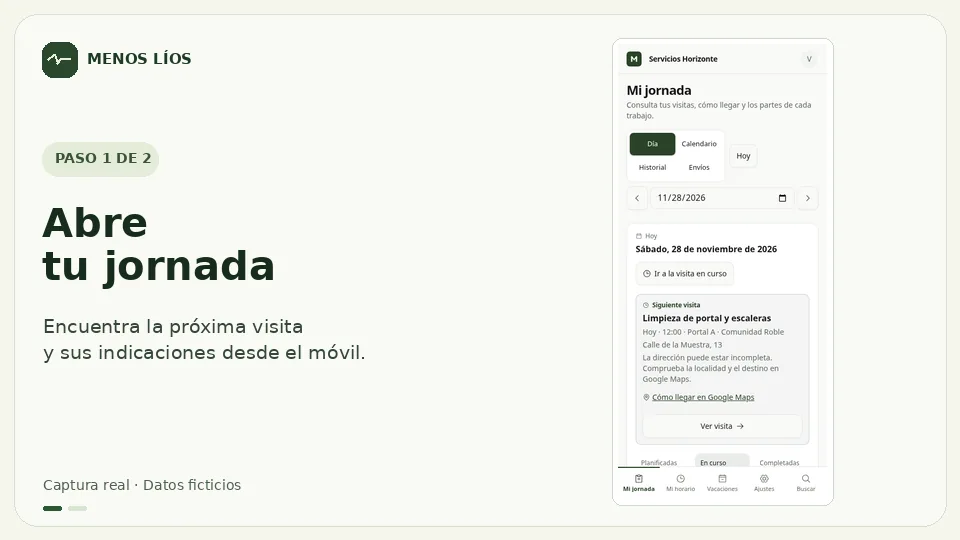 MENOS LÍOS
PASO 1 DE 2
Abre
tu jornada
Encuentra la próxima visita
y sus indicaciones desde el móvil.
Captura real · Datos ficticios
M
Servicios Horizonte
V
Mi jornada
Consulta tus visitas, cómo llegar y los partes de cada
trabajo.
Día
Calendario
Historial
Envíos
Hoy
11/28/2026
Hoy
Sábado, 28 de noviembre de 2026
Ir a la visita en curso
Siguiente visita
Limpieza de portal y escaleras
Hoy · 12:00 · Portal A · Comunidad Roble
Calle de la Muestra, 13
La dirección puede estar incompleta.
Comprueba la localidad y el destino en
Google Maps.
Cómo llegar en Google Maps
Ver visita →
Planificadas
En curso
Completadas
Mi jornada
Mi horario
Vacaciones
Ajustes
Buscar